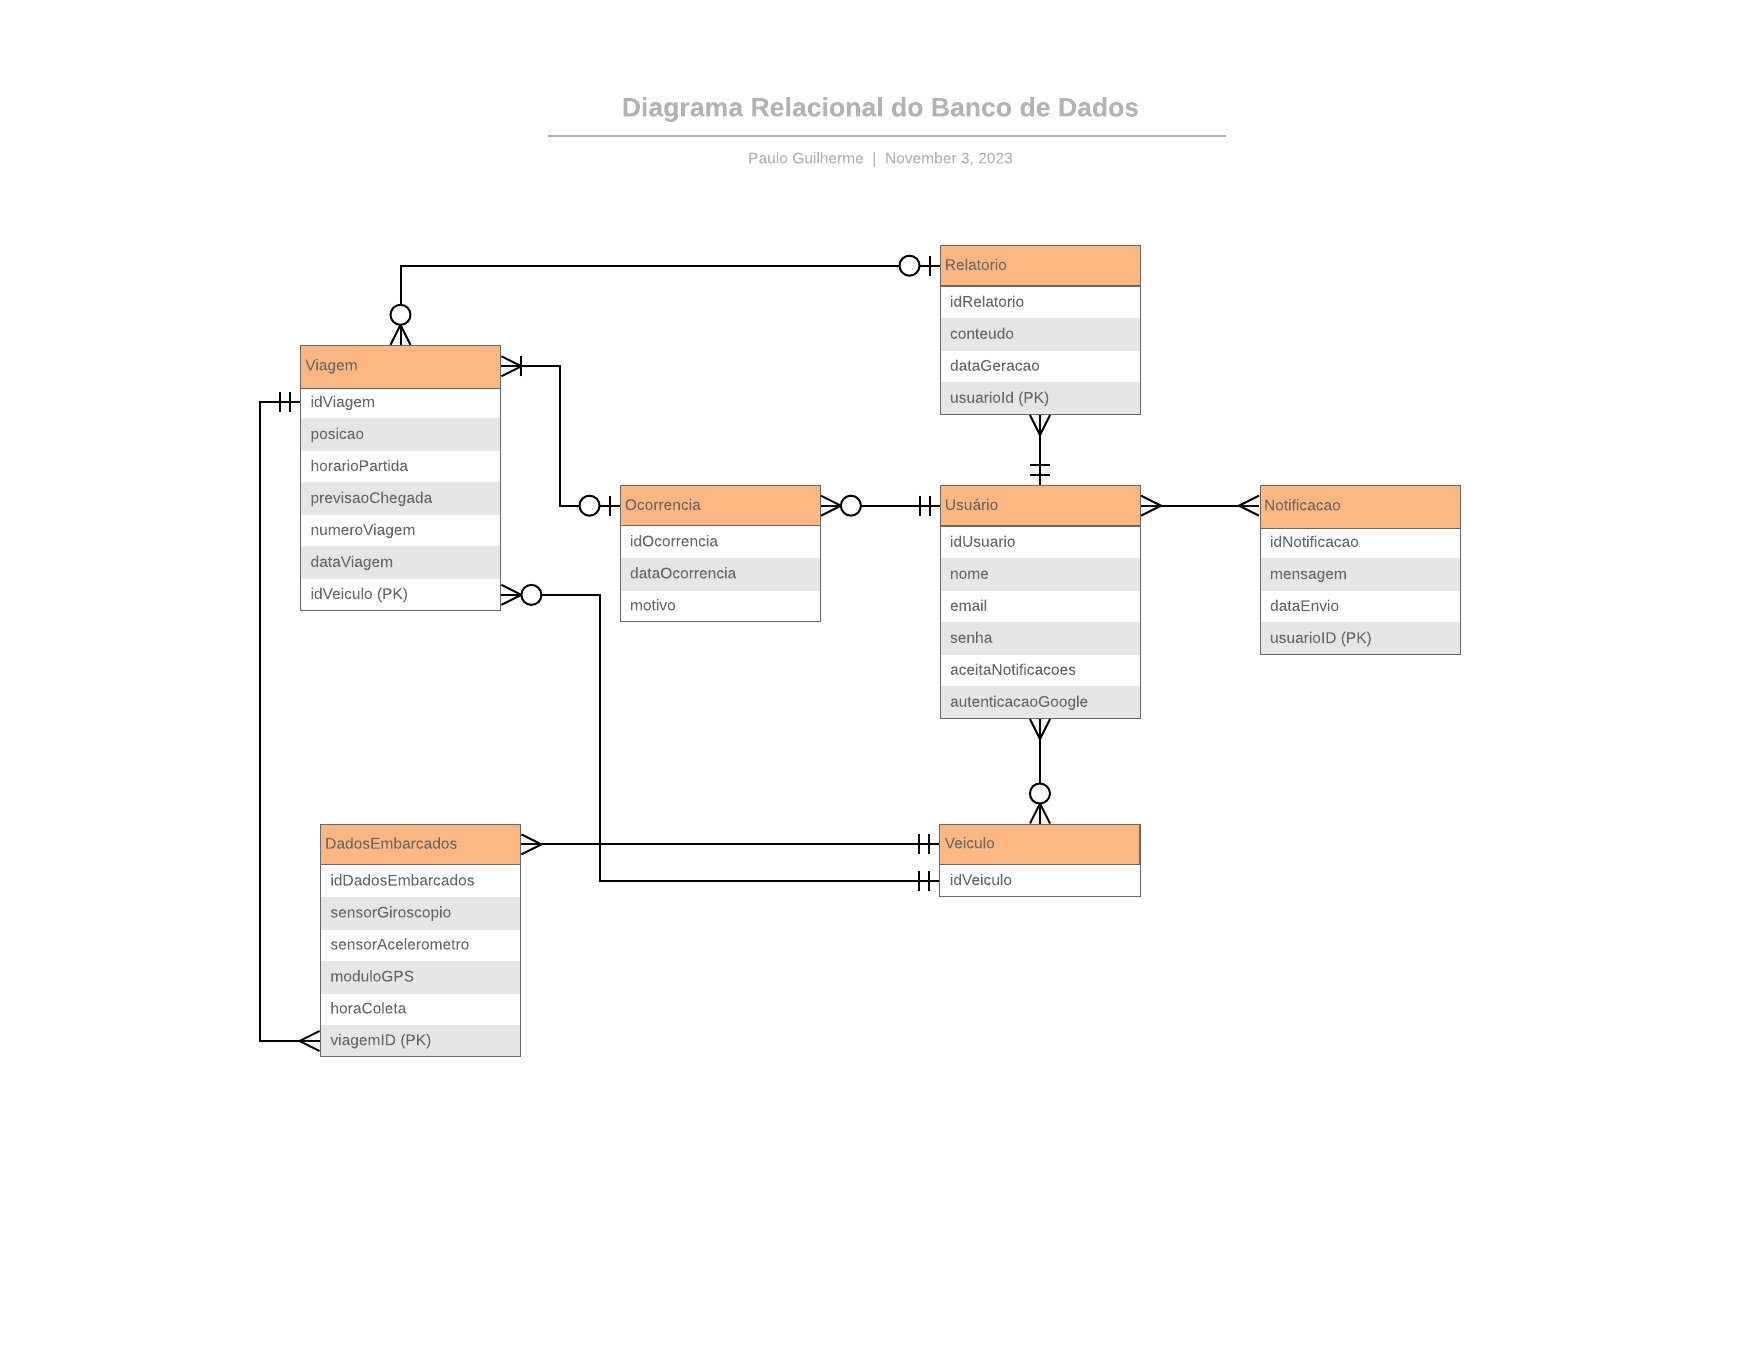 Diagrama Relacional do Banco de Dados
Paulo Guilherme | November 3, 2023
Relatorio
idRelatorio
conteudo
dataGeracao
usuarioId (PK)
Viagem
idViagem
posicao
horarioPartida
previsaoChegada
numeroViagem
dataViagem
idVeiculo (PK)
Ocorrencia
idOcorrencia
dataOcorrencia
motivo
Usuário
idUsuario
nome
email
senha
aceitaNotificacoes
autenticacaoGoogle
Notificacao
idNotificacao
mensagem
dataEnvio
usuarioID (PK)
DadosEmbarcados
idDadosEmbarcados
sensorGiroscopio
sensorAcelerometro
moduloGPS
horaColeta
viagemID (PK)
Veiculo
idVeiculo